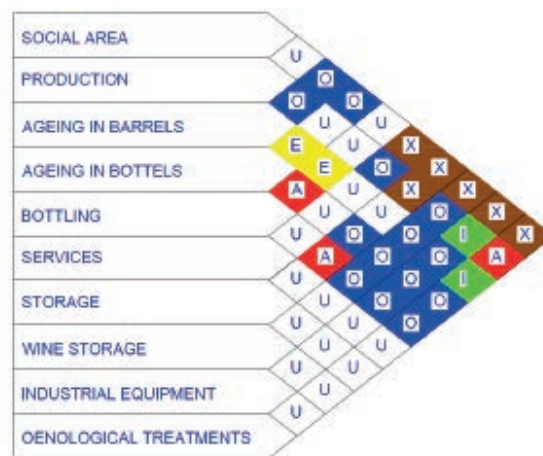 SOCIAL AREA
U
PRODUCTION
O
O O
AGEING IN BARRELS
U U
E U X
AGEING IN BOTTELS
E O X
A U X X
BOTTLING
U U O X
U O O I X
SERVICES
A O O A
U O O I
STORAGE
U O O
U U O
WINE STORAGE
U U
U U
INDUSTRIAL EQUIPMENT
U
U
OENOLOGICAL TREATMENTS